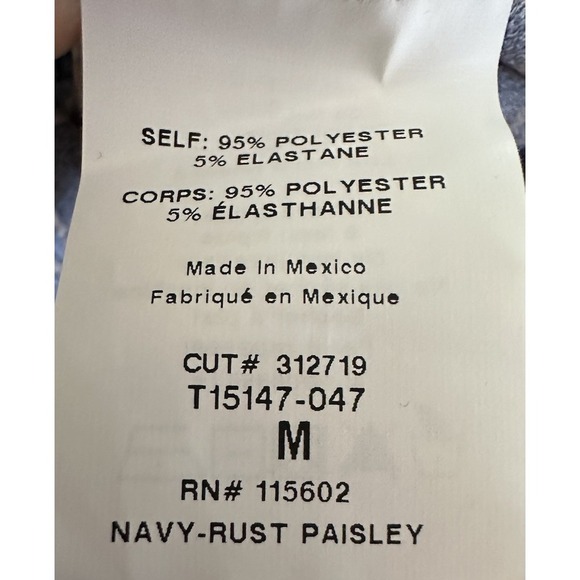 SELF: 95% POLYESTER
5% ELASTANE
CORPS: 95% POLYESTER
5% ÉLASTHANNE
Made In Mexico
Fabriqué en Mexique
CUT# 312719
T15147-047
M
RN# 115602
NAVY-RUST PAISLEY